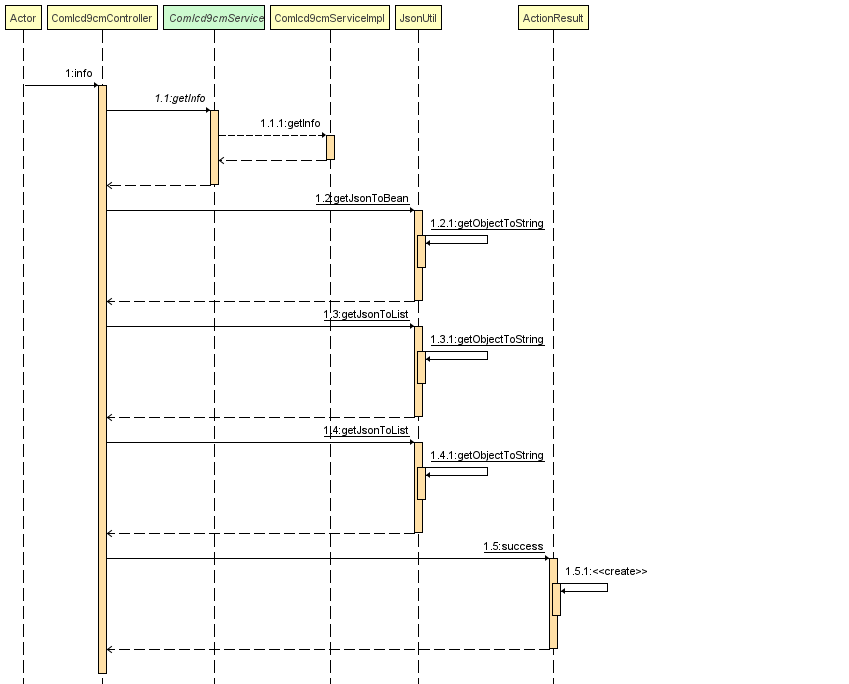 Actor ComIcd9cmController ComIcd9cmService ComIcd9cmServiceImpl JsonUtil ActionResult
1:info
1.1:getInfo
1.1.1:getInfo
1.2:getJsonToBean
1.2.1:getObjectToString
1.3:getJsonToList
1.3.1:getObjectToString
1.4:getJsonToList
1.4.1:getObjectToString
1.5:success
1.5.1:<<create>>